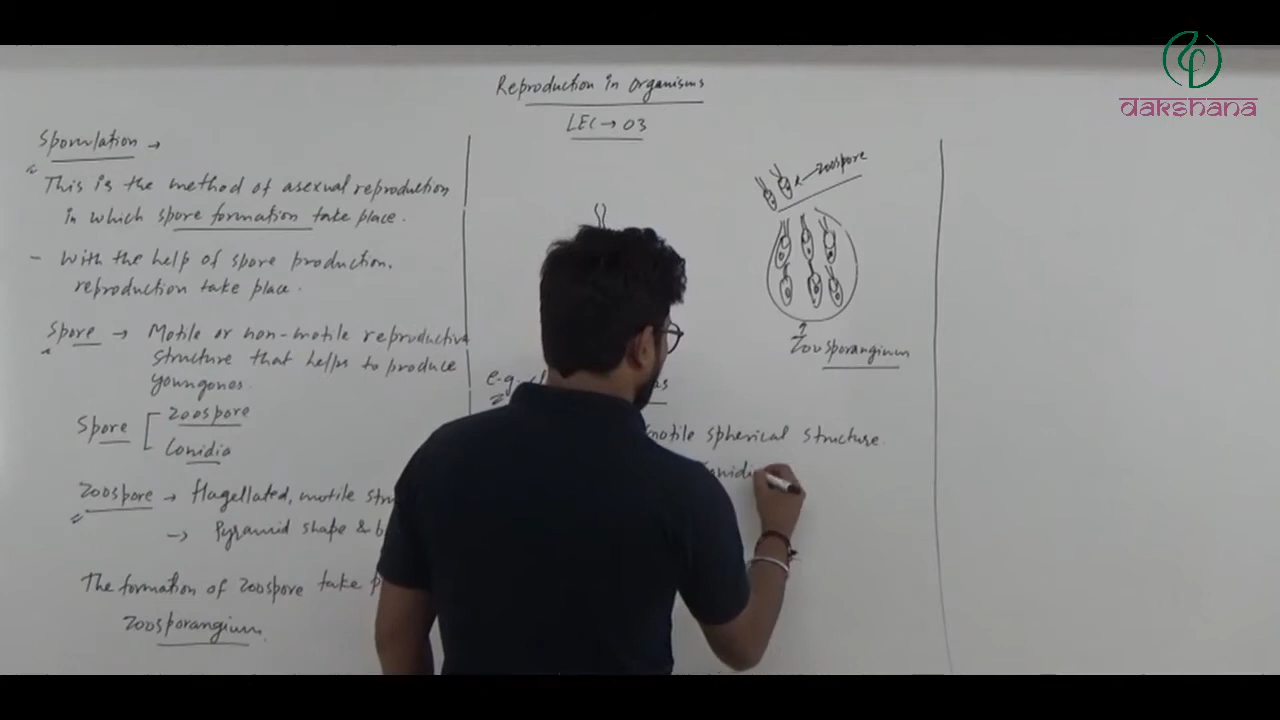 dakshana
Reproduction in Organisms
LEC → 03
Sporulation →
This is the method of asexual reproduction
in which spore formation take place.
- With the help of spore production.
reproduction take place.
Spore → Motile or non-motile reproductive
structure that helps to produce
youngones.
Spore [ Zoospore
Conidia
Zoospore → flagellated, motile
→ Pyramid shape &
The formation of zoospore take
Zoosporangium.
zoospore
Zoosporangium
e.g.
motile spherical structure.